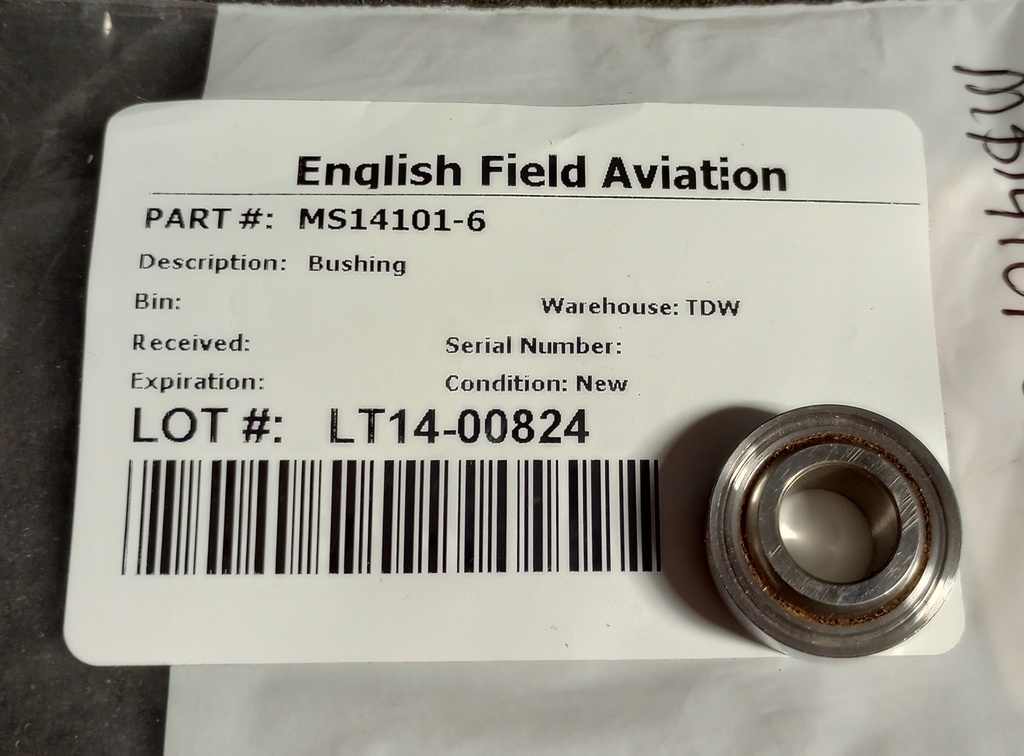 English Field Aviation
PART #: MS14101-6
Description: Bushing
Bin:
Warehouse: TDW
Received:
Serial Number:
Expiration:
Condition: New
LOT #: LT14-00824